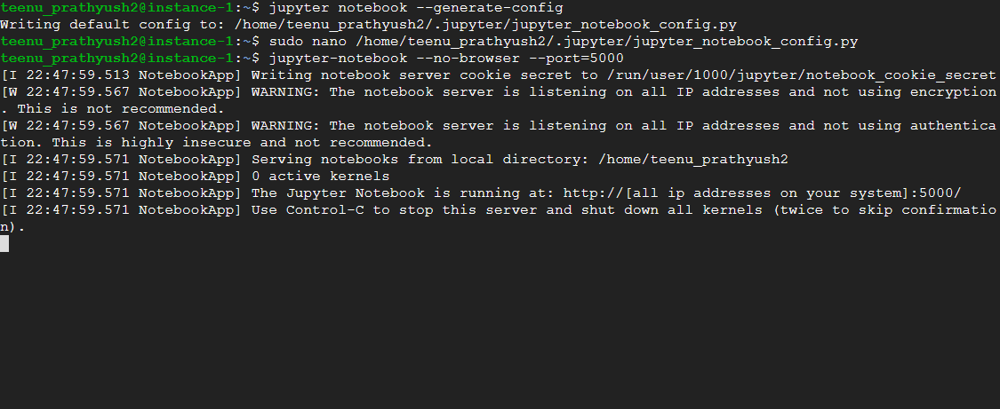 teenu_prathyush2@instance-1:~$ jupyter notebook --generate-config
Writing default config to: /home/teenu_prathyush2/.jupyter/jupyter_notebook_config.py
teenu_prathyush2@instance-1:~$ sudo nano /home/teenu_prathyush2/.jupyter/jupyter_notebook_config.py
teenu_prathyush2@instance-1:~$ jupyter-notebook --no-browser --port=5000
[I 22:47:59.513 NotebookApp] Writing notebook server cookie secret to /run/user/1000/jupyter/notebook_cookie_secret
[W 22:47:59.567 NotebookApp] WARNING: The notebook server is listening on all IP addresses and not using encryption
. This is not recommended.
[W 22:47:59.567 NotebookApp] WARNING: The notebook server is listening on all IP addresses and not using authentica
tion. This is highly insecure and not recommended.
[I 22:47:59.571 NotebookApp] Serving notebooks from local directory: /home/teenu_prathyush2
[I 22:47:59.571 NotebookApp] 0 active kernels
[I 22:47:59.571 NotebookApp] The Jupyter Notebook is running at: http://[all ip addresses on your system]:5000/
[I 22:47:59.571 NotebookApp] Use Control-C to stop this server and shut down all kernels (twice to skip confirmatio
n).